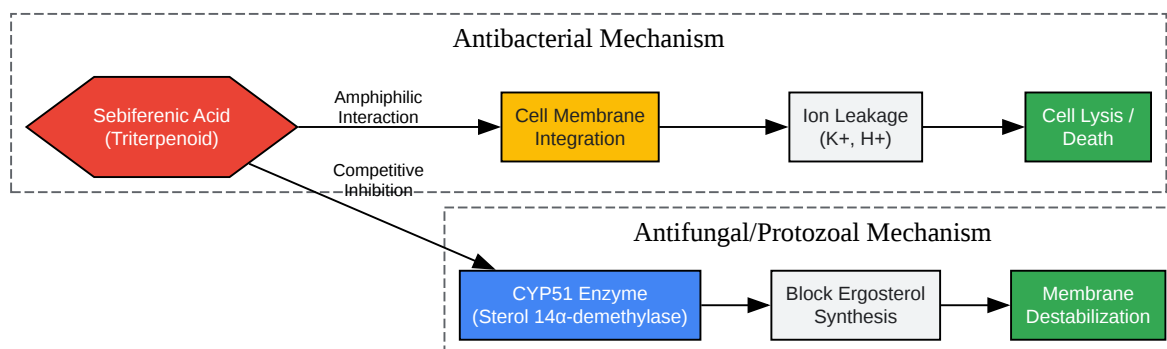 Antibacterial Mechanism
Sebiferenic Acid
(Triterpenoid)
Amphiphilic
Interaction
Cell Membrane
Integration
Ion Leakage
(K+, H+)
Cell Lysis /
Death
Competitive
Inhibition
Antifungal/Protozoal Mechanism
CYP51 Enzyme
(Sterol 14α-demethylase)
Block Ergosterol
Synthesis
Membrane
Destabilization